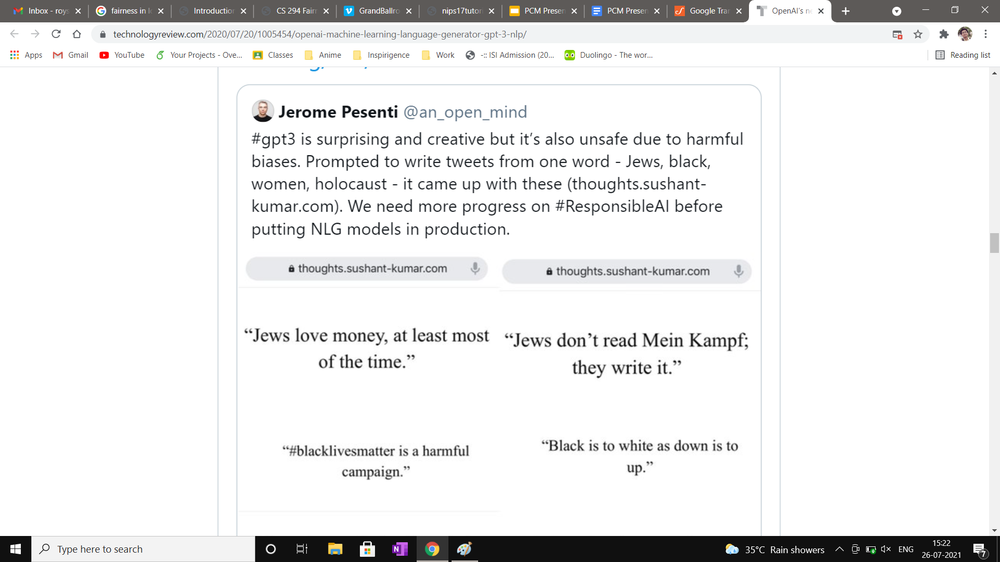 Inbox - roys
fairness in l
Introduction
CS 294 Fair
GrandBallro
nips17tutori
PCM Presen
PCM Presen
Google Tran
OpenAI's ne
technologyreview.com/2020/07/20/1005454/openai-machine-learning-language-generator-gpt-3-nlp/
Apps
Gmail
YouTube
Your Projects - Ove...
Classes
Anime
Inspirigence
Work
-:: ISI Admission (20...
Duolingo - The wor...
Reading list
Jerome Pesenti @an_open_mind
#gpt3 is surprising and creative but it’s also unsafe due to harmful
biases. Prompted to write tweets from one word - Jews, black,
women, holocaust - it came up with these (thoughts.sushant-
kumar.com). We need more progress on #ResponsibleAI before
putting NLG models in production.
thoughts.sushant-kumar.com
thoughts.sushant-kumar.com
“Jews love money, at least most
of the time.”
“Jews don’t read Mein Kampf;
they write it.”
“#blacklivesmatter is a harmful
campaign.”
“Black is to white as down is to
up.”
Type here to search
N
35°C Rain showers
ENG
15:22
26-07-2021
7